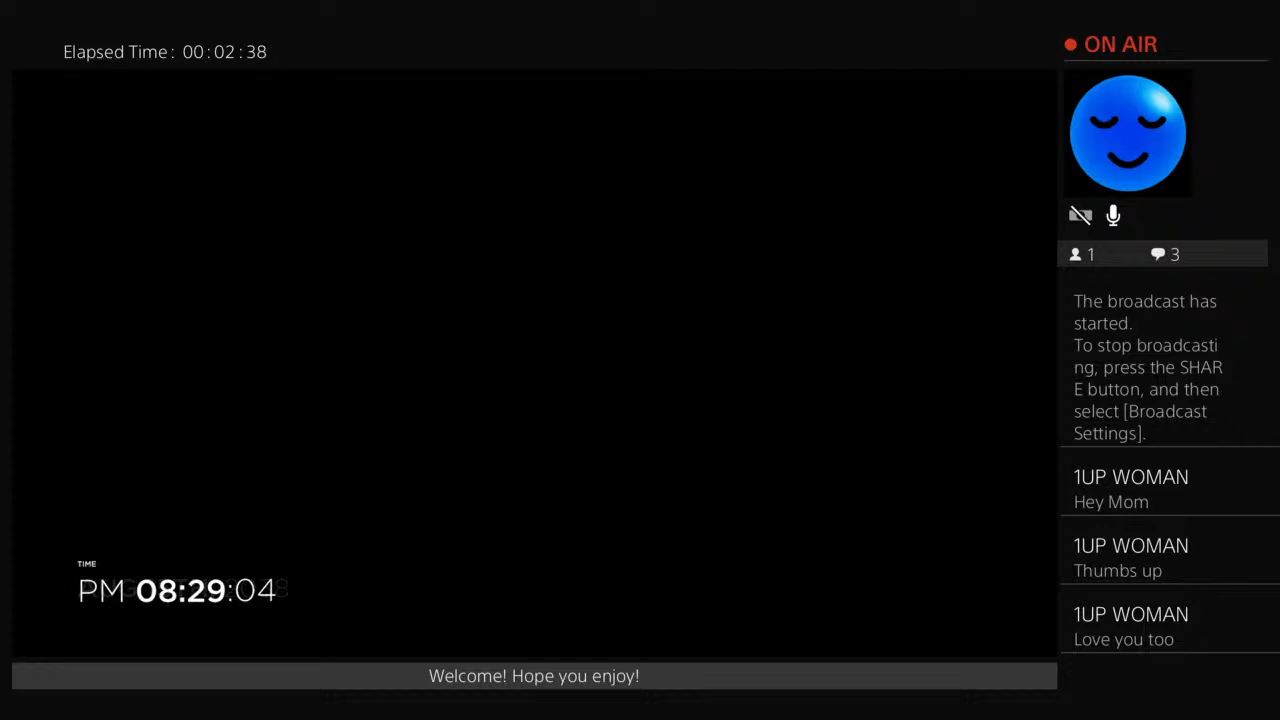 Elapsed Time: 00:02:38
ON AIR
1
3
The broadcast has
started.
To stop broadcasti
ng, press the SHAR
E button, and then
select [Broadcast
Settings].
1UP WOMAN
Hey Mom
1UP WOMAN
Thumbs up
1UP WOMAN
Love you too
TIME
PM 08:29:04
Welcome! Hope you enjoy!